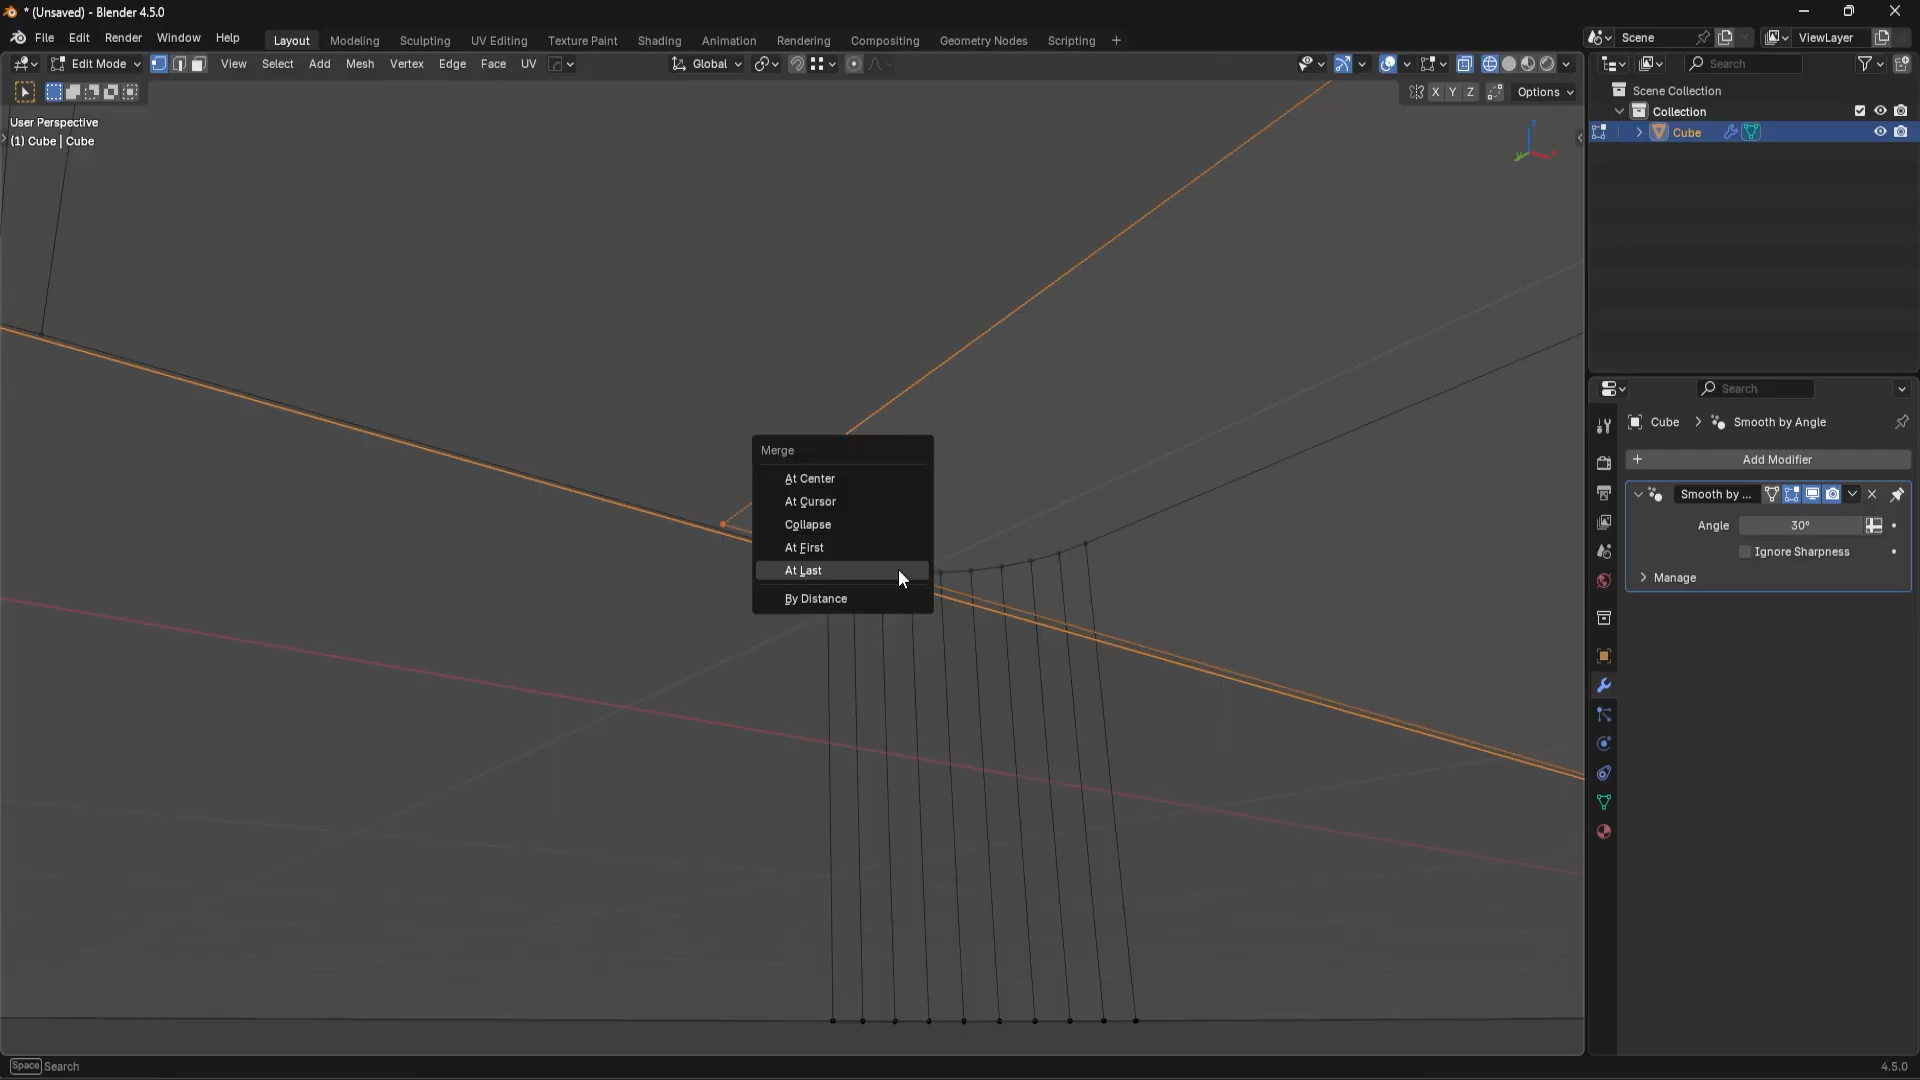 * (Unsaved) - Blender 4.5.0
File Edit Render Window Help
Layout Modeling Sculpting UV Editing Texture Paint Shading Animation Rendering Compositing Geometry Nodes Scripting +
Scene
ViewLayer
Edit Mode View Select Add Mesh Vertex Edge Face UV
Global
Search
X Y Z Options
User Perspective
(1) Cube | Cube
Z
X
Y
Scene Collection
Collection
Cube
Search
Cube > Smooth by Angle
+ Add Modifier
Smooth by ...
Angle 30°
Ignore Sharpness
Manage
Merge
At Center
At Cursor
Collapse
At First
At Last
By Distance
Space Search
4.5.0